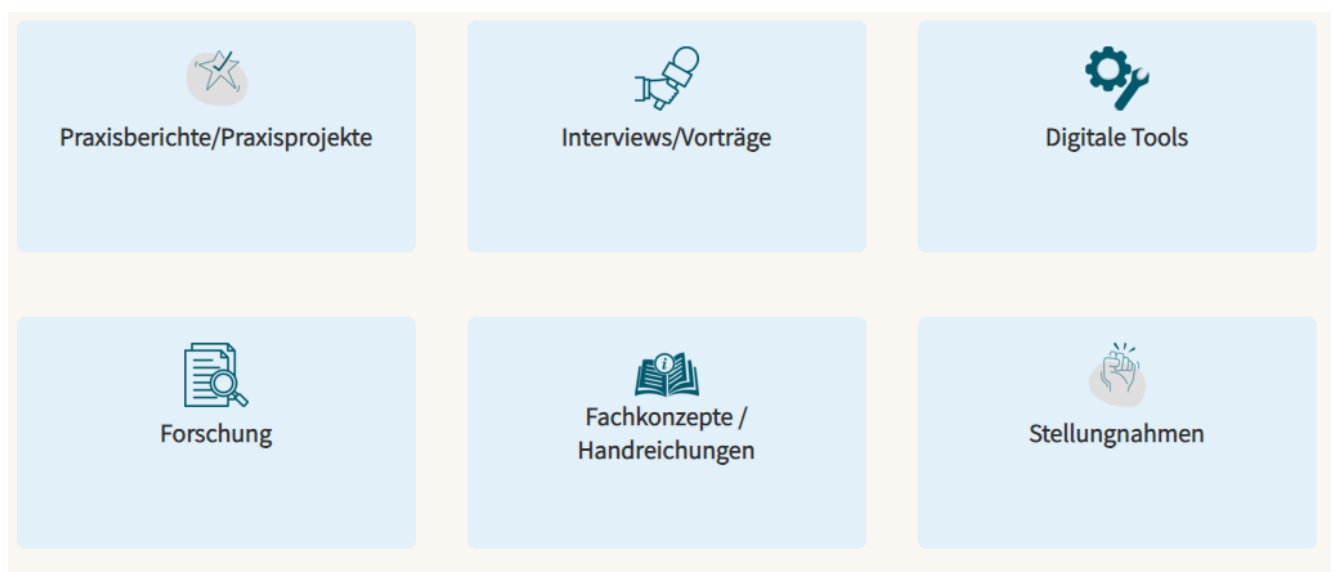 Praxisberichte/Praxisprojekte
Interviews/Vorträge
Digitale Tools
Forschung
Fachkonzepte /
Handreichungen
Stellungnahmen